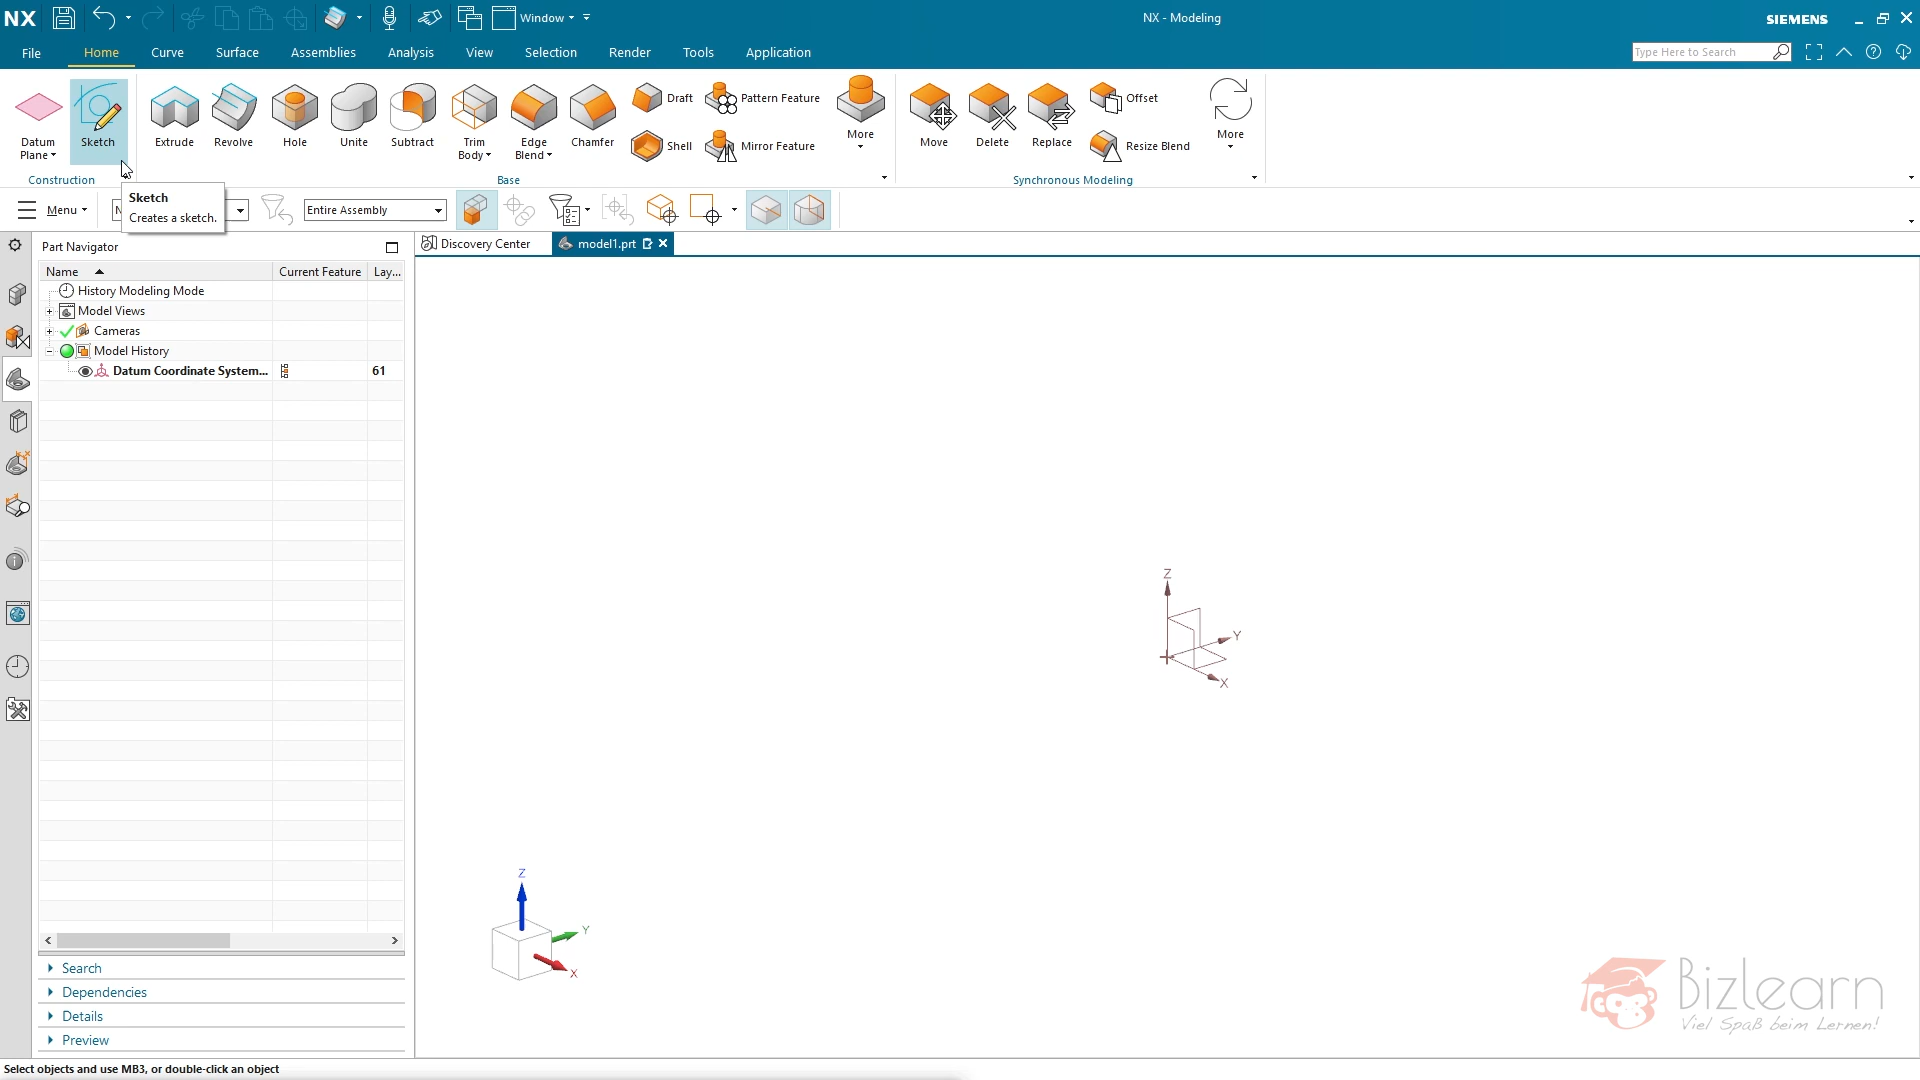 NX
Window
NX - Modeling
SIEMENS
File
Home
Curve
Surface
Assemblies
Analysis
View
Selection
Render
Tools
Application
Type Here to Search
Datum
Plane
Sketch
Extrude
Revolve
Hole
Unite
Subtract
Trim
Body
Edge
Blend
Chamfer
Draft
Shell
Pattern Feature
Mirror Feature
More
Move
Delete
Replace
Offset
Resize Blend
More
Construction
Base
Synchronous Modeling
Menu
N
Entire Assembly
Sketch
Creates a sketch.
Part Navigator
Discovery Center
model1.prt
Name
Current Feature
Lay...
History Modeling Mode
Model Views
Cameras
Model History
Datum Coordinate System...
61
Z
Y
X
Z
Y
X
Search
Dependencies
Details
Preview
Bizlearn
Viel Spaß beim Lernen!
Select objects and use MB3, or double-click an object